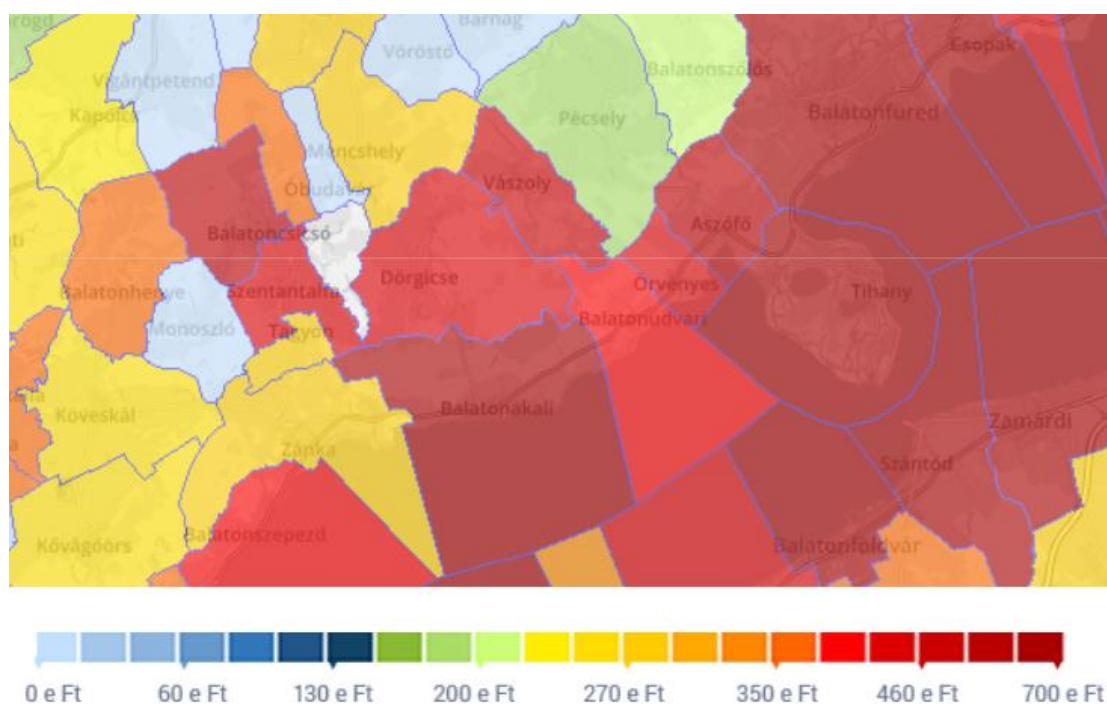 Barnag
Vöröstó
Csopak
Vigántpetend
Balatonszőlős
Kapolcs
Pécsely
Balatonfüred
Mencshely
Óbudavár
Vászoly
Balatoncsicsó
Aszófő
Dörgicse
Balatonhenye
Szentantalfa
Örvényes
Tihany
Monoszló
Tagyon
Balatonudvari
Köveskál
Balatonakali
Zamárdi
Zánka
Szántód
Kővágóörs
Balatonszepezd
Balatonföldvár
0 e Ft 60 e Ft 130 e Ft 200 e Ft 270 e Ft 350 e Ft 460 e Ft 700 e Ft